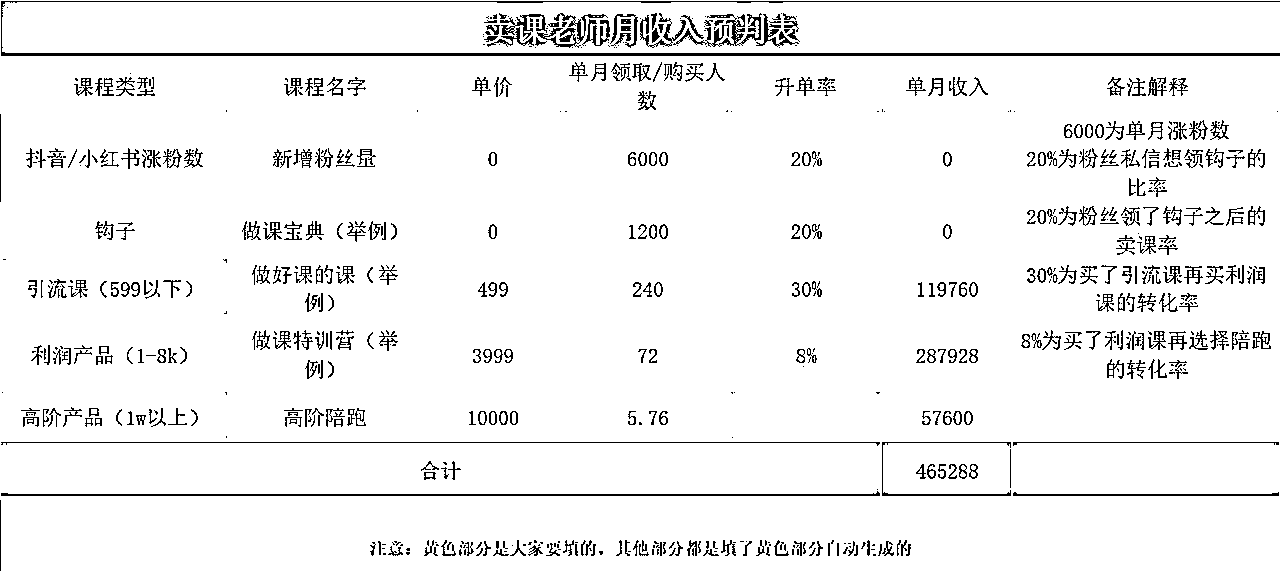 卖课老师月收入预判表
课程类型 课程名字 单价 单月领取/购买人数 升单率 单月收入 备注解释
抖音/小红书涨粉数 新增粉丝量 0 6000 20% 0 6000为单月涨粉数
20%为粉丝私信想领钩子的比率
钩子 做课宝典（举例） 0 1200 20% 0 20%为粉丝领了钩子之后的卖课率
引流课（599以下） 做好课的课（举例） 499 240 30% 119760 30%为买了引流课再买利润课的转化率
利润产品（1-8k） 做课特训营（举例） 3999 72 8% 287928 8%为买了利润课再选择陪跑的转化率
高阶产品（1w以上） 高阶陪跑 10000 5.76 57600
合计 465288
注意：黄色部分是大家要填的，其他部分都是填了黄色部分自动生成的